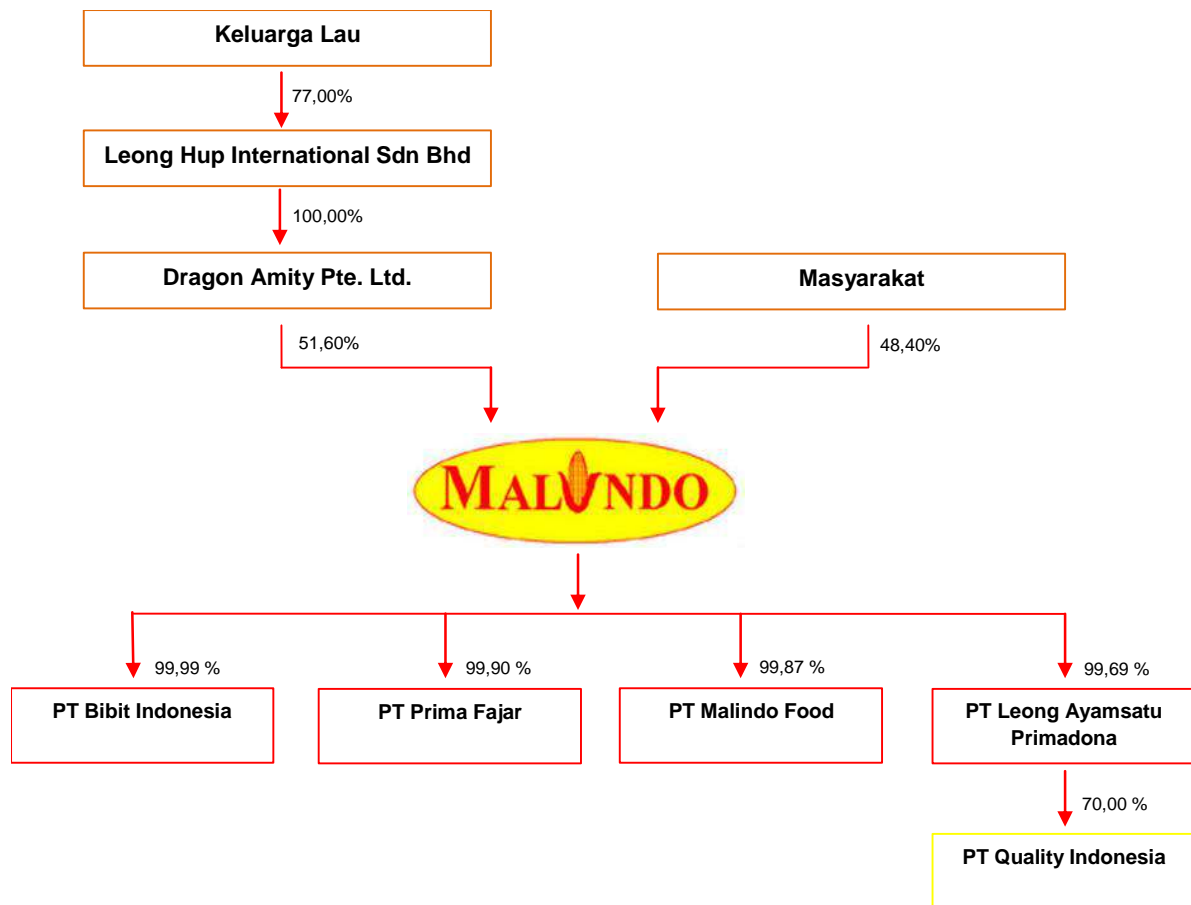 Keluarga Lau
77,00%
Leong Hup International Sdn Bhd
100,00%
Dragon Amity Pte. Ltd.
Masyarakat
51,60%
48,40%
MALINDO
99,99 %
99,90 %
99,87 %
99,69 %
PT Bibit Indonesia
PT Prima Fajar
PT Malindo Food
PT Leong Ayamsatu
Primadona
70,00 %
PT Quality Indonesia